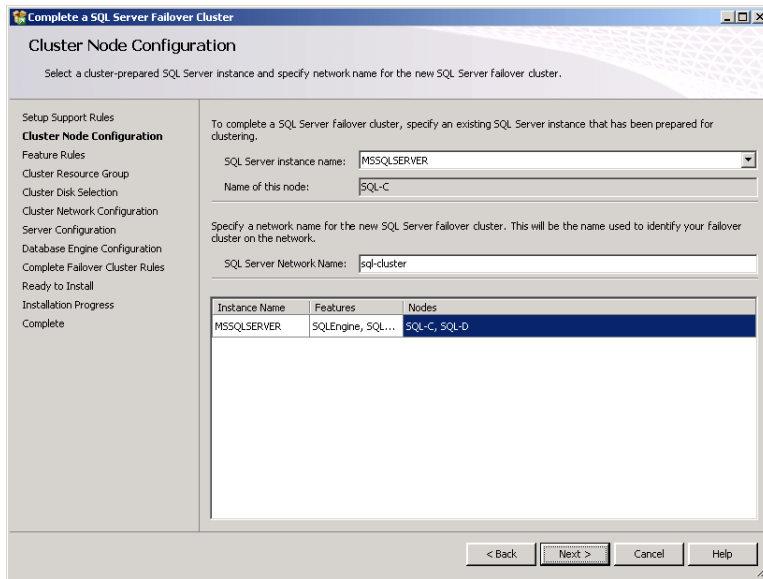 Complete a SQL Server Failover Cluster
Cluster Node Configuration
Select a cluster-prepared SQL Server instance and specify network name for the new SQL Server failover cluster.
Setup Support Rules
Cluster Node Configuration
Feature Rules
Cluster Resource Group
Cluster Disk Selection
Cluster Network Configuration
Server Configuration
Database Engine Configuration
Complete Failover Cluster Rules
Ready to Install
Installation Progress
Complete
To complete a SQL Server failover cluster, specify an existing SQL Server instance that has been prepared for
clustering.
SQL Server instance name: MSSQLSERVER
Name of this node: SQL-C
Specify a network name for the new SQL Server failover cluster. This will be the name used to identify your failover
cluster on the network.
SQL Server Network Name: sql-cluster
Instance Name Features Nodes
MSSQLSERVER SQLEngine, SQL... SQL-C, SQL-D
< Back Next > Cancel Help